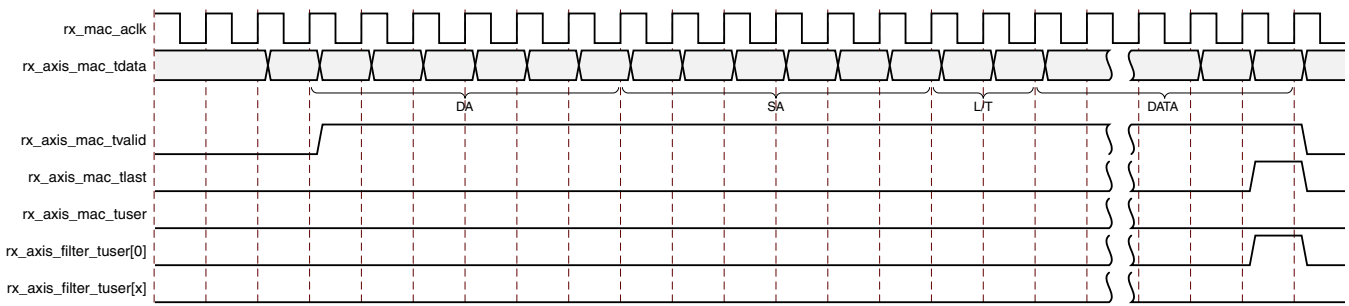 rx_mac_aclk
rx_axis_mac_tdata
DA SA L/T DATA
rx_axis_mac_tvalid
rx_axis_mac_tlast
rx_axis_mac_tuser
rx_axis_filter_tuser[0]
rx_axis_filter_tuser[x]